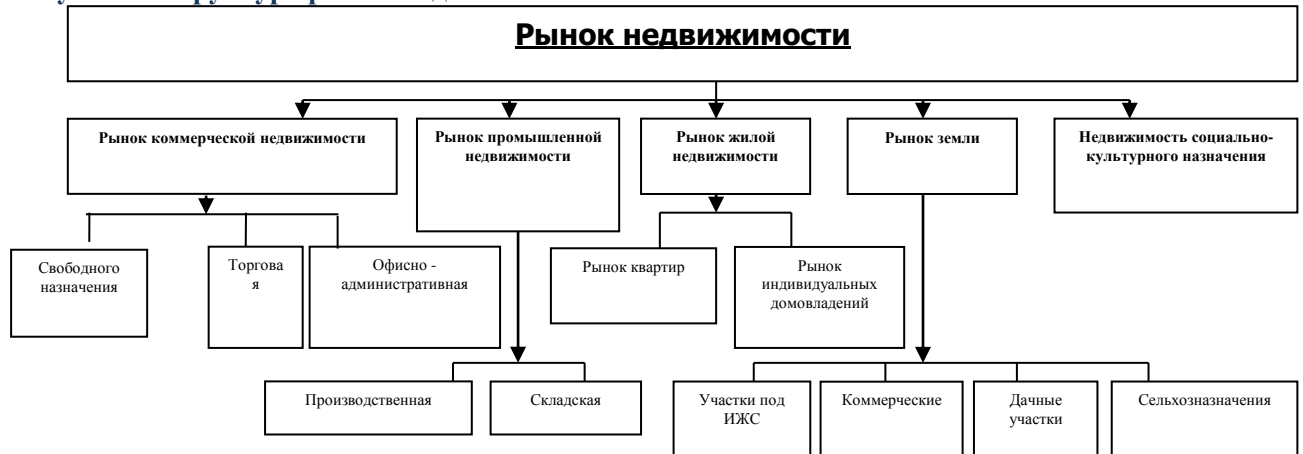 Рынок недвижимости
Рынок коммерческой недвижимости
Рынок промышленной
недвижимости
Рынок жилой
недвижимости
Рынок земли
Недвижимость социально-
культурного назначения
Свободного
назначения
Торгова
я
Офисно -
административная
Рынок квартир
Рынок
индивидуальных
домовладений
Производственная
Складская
Участки под
ИЖС
Коммерческие
Дачные
участки
Сельхозназначения